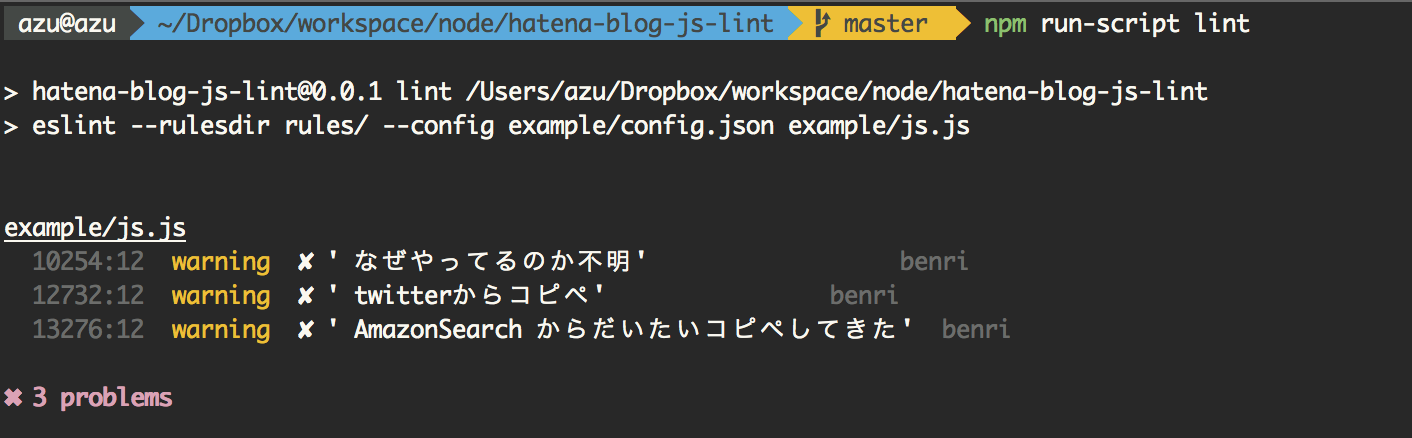 azu@azu ~/Dropbox/workspace/node/hatena-blog-js-lint master npm run-script lint
> hatena-blog-js-lint@0.0.1 lint /Users/azu/Dropbox/workspace/node/hatena-blog-js-lint
> eslint --rulesdir rules/ --config example/config.json example/js.js
example/js.js
10254:12 warning ✘ ' なぜやってるのか不明' benri
12732:12 warning ✘ ' twitterからコピペ' benri
13276:12 warning ✘ ' AmazonSearch からだいたいコピペしてきた' benri
✖ 3 problems